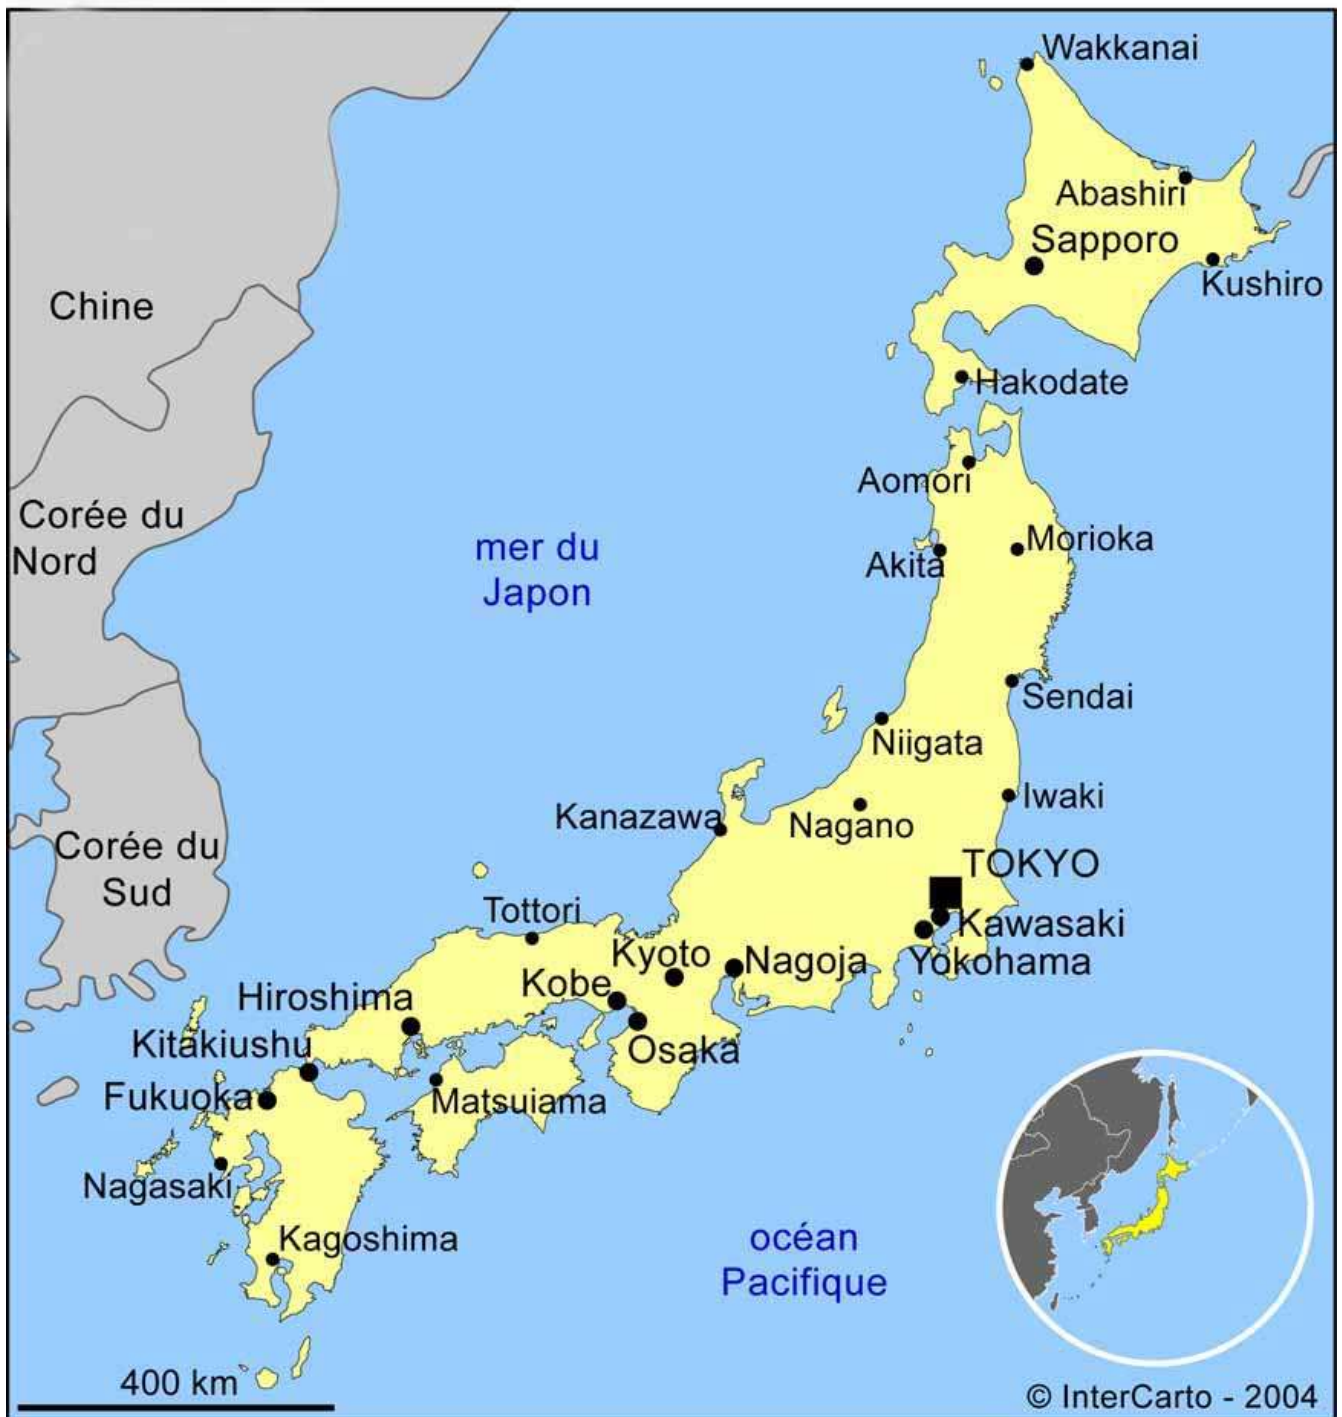 Wakkanai
Abashiri
Sapporo
Kushiro
Chine
Hakodate
Aomori
Corée du
Nord
mer du
Japon
Morioka
Akita
Sendai
Niigata
Iwaki
Kanazawa
Nagano
Corée du
Sud
TOKYO
Tottori
Kawasaki
Kyoto
Nagoja
Yokohama
Kobe
Hiroshima
Kitakiushu
Osaka
Fukuoka
Matsuiama
Nagasaki
Kagoshima
océan
Pacifique
400 km
© InterCarto - 2004